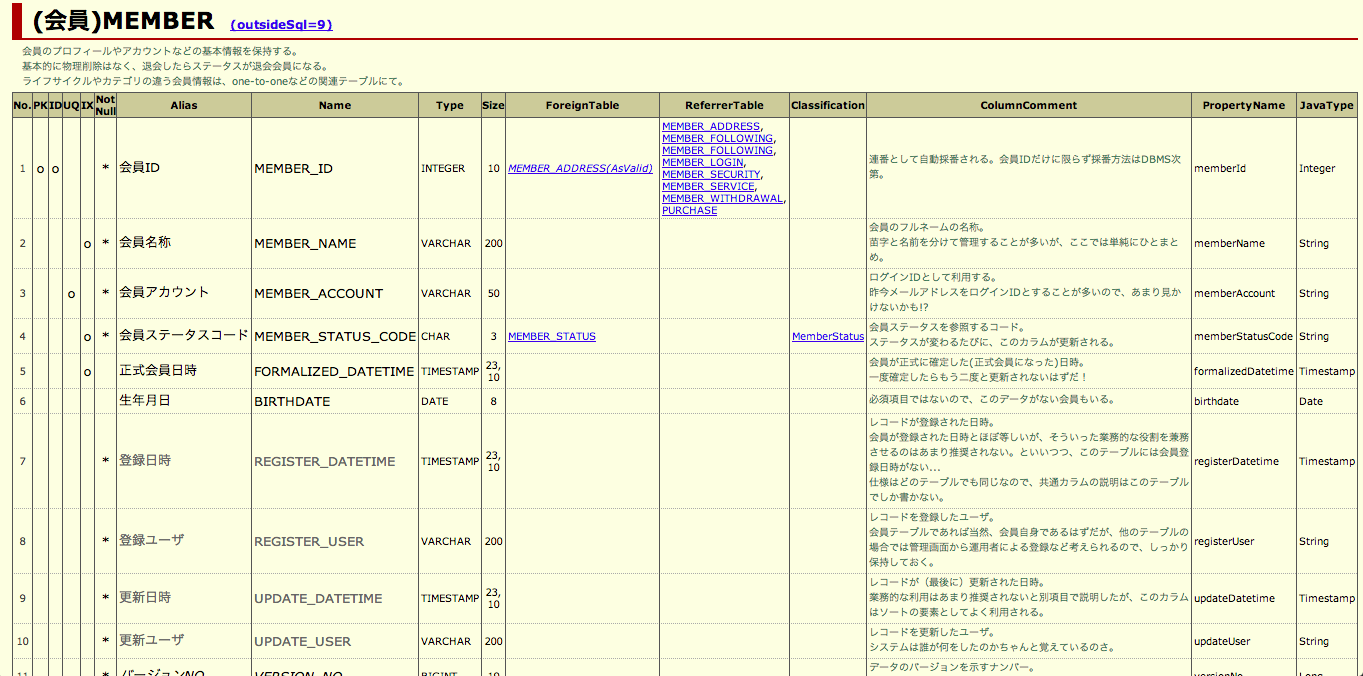 (会員)MEMBER (outsideSql=9)
会員のプロフィールやアカウントなどの基本情報を保持する。
基本的に物理削除はなく、退会したらステータスが退会会員になる。
ライフサイクルやカテゴリの違う会員情報は、one-to-oneなどの関連テーブルにて。
No. PK ID UQ IX Not Null Alias Name Type Size ForeignTable ReferrerTable Classification ColumnComment PropertyName JavaType
MEMBER_ADDRESS,
MEMBER_FOLLOWING,
MEMBER_FOLLOWING,
MEMBER_LOGIN,
1 o o * 会員ID MEMBER_ID INTEGER 10 MEMBER_ADDRESS(AsValid) 連番として自動採番される。会員IDだけに限らず採番方法はDBMS次 memberId Integer
第。
MEMBER_SECURITY,
MEMBER_SERVICE,
MEMBER_WITHDRAWAL,
PURCHASE
会員のフルネームの名称。
2 o * 会員名称 MEMBER_NAME VARCHAR 200 苗字と名前を分けて管理することが多いが、ここでは単純にひとまと memberName String
め。
ログインIDとして利用する。
3 o * 会員アカウント MEMBER_ACCOUNT VARCHAR 50 昨今メールアドレスをログインIDとすることが多いので、あまり見か memberAccount String
けないかも!?
会員ステータスを参照するコード。
4 o * 会員ステータスコード MEMBER_STATUS_CODE CHAR 3 MEMBER_STATUS MemberStatus memberStatusCode String
ステータスが変わるたびに、このカラムが更新される。
会員が正式に確定した(正式会員になった)日時。
5 o 正式会員日時 FORMALIZED_DATETIME TIMESTAMP 23, 10 formalizedDatetime Timestamp
一度確定したらもう二度と更新されないはずだ！
6 生年月日 BIRTHDATE DATE 8 必須項目ではないので、このデータがない会員もいる。 birthdate Date
レコードが登録された日時。
会員が登録された日時とほぼ等しいが、そういった業務的な役割を兼務
させるのはあまり推奨されない。といいつつ、このテーブルには会員登
7 * 登録日時 REGISTER_DATETIME TIMESTAMP 23, 10 録日時がない... registerDatetime Timestamp
仕様はどのテーブルでも同じなので、共通カラムの説明はこのテーブル
でしか書かない。
レコードを登録したユーザ。
会員テーブルであれば当然、会員自身であるはずだが、他のテーブルの
8 * 登録ユーザ REGISTER_USER VARCHAR 200 場合では管理画面から運用者による登録など考えられるので、しっかり registerUser String
保持しておく。
レコードが（最後に）更新された日時。
9 * 更新日時 UPDATE_DATETIME TIMESTAMP 23, 10 業務的な利用はあまり推奨されないと別項目で説明したが、このカラム updateDatetime Timestamp
はソートの要素としてよく利用される。
レコードを更新したユーザ。
10 * 更新ユーザ UPDATE_USER VARCHAR 200 updateUser String
システムは誰が何をしたのかちゃんと覚えているのさ。
データのバージョンを示すナンバー。
11 * バージョンNO VERSION_NO BIGINT 19 versionNo Long